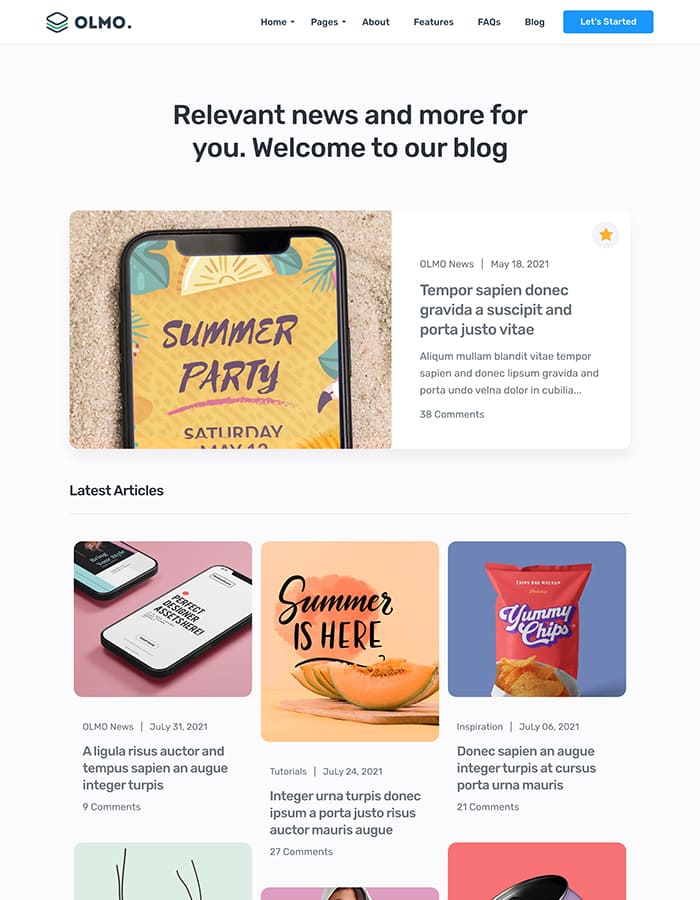 OLMO.
Home
Pages
About
Features
FAQs
Blog
Let's Started
Relevant news and more for
you. Welcome to our blog
SUMMER
PARTY
SATURDAY
MAY 12
OLMO News | May 18, 2021
Tempor sapien donec
gravida a suscipit and
porta justo vitae
Aliqum mullam blandit vitae tempor
sapien and donec lipsum gravida and
porta undo velna dolor in cubilia...
38 Comments
Latest Articles
Bring
Your Style
PERFECT
DESIGNER
ASSETS HERE!
OLMO News | JuLy 31, 2021
A ligula risus auctor and
tempus sapien an augue
integer turpis
9 Comments
Summer
IS HERE
Tutorials | JuLy 24, 2021
Integer urna turpis donec
ipsum a porta justo risus
auctor mauris augue
27 Comments
CHIPS BAG MOCKUP
Yummy
Chips
Inspiration | JuLy 06, 2021
Donec sapien an augue
integer turpis at cursus
porta urna mauris
21 Comments